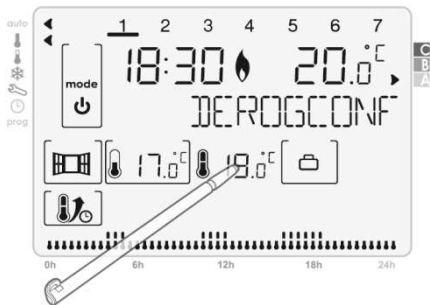 auto
1 2 3 4 5 6 7
mode
18:30 20.0°C
C
B
A
prog
DEROGCONF
17.0°C 19.0°C
0h 6h 12h 18h 24h